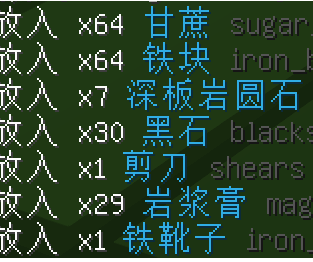 放入 x64 甘蔗 sugar
放入 x64 铁块 iron_b
放入 x7 深板岩圆石
放入 x30 黑石 blacks
放入 x1 剪刀 shears
放入 x29 岩浆膏 mag
放入 x1 铁靴子 iron_